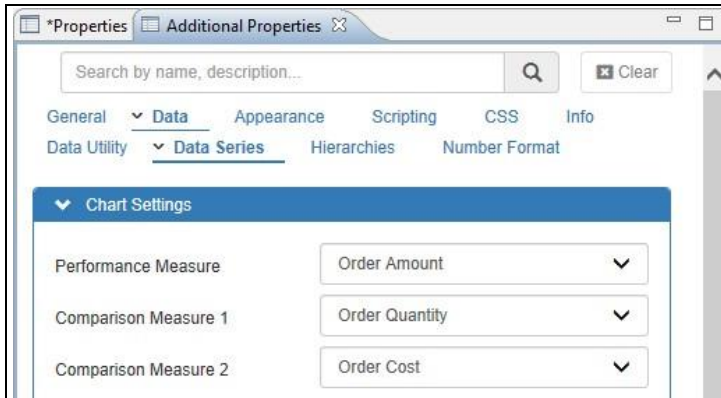 *Properties Additional Properties
Search by name, description... Clear
General Data Appearance Scripting CSS Info
Data Utility Data Series Hierarchies Number Format
Chart Settings
Performance Measure Order Amount
Comparison Measure 1 Order Quantity
Comparison Measure 2 Order Cost